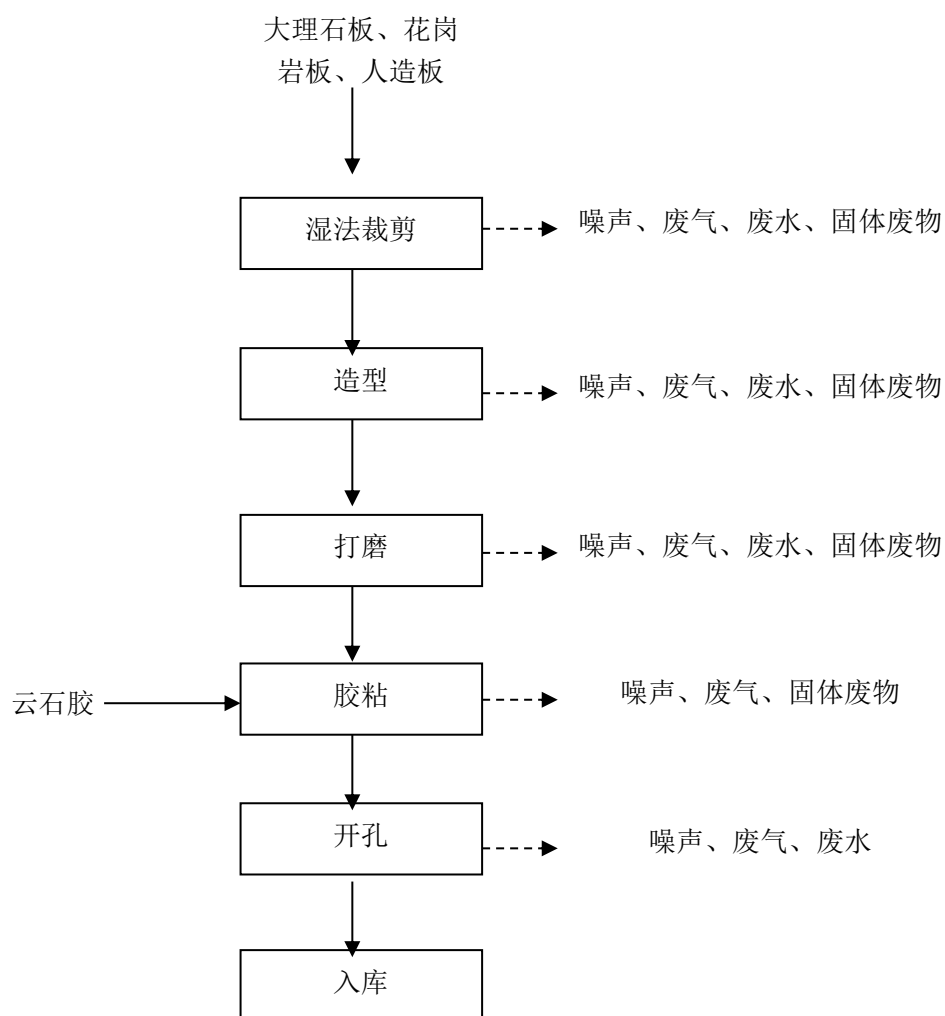 大理石板、花岗
岩板、人造板
湿法裁剪
噪声、废气、废水、固体废物
造型
噪声、废气、废水、固体废物
打磨
噪声、废气、废水、固体废物
云石胶
胶粘
噪声、废气、固体废物
开孔
噪声、废气、废水
入库